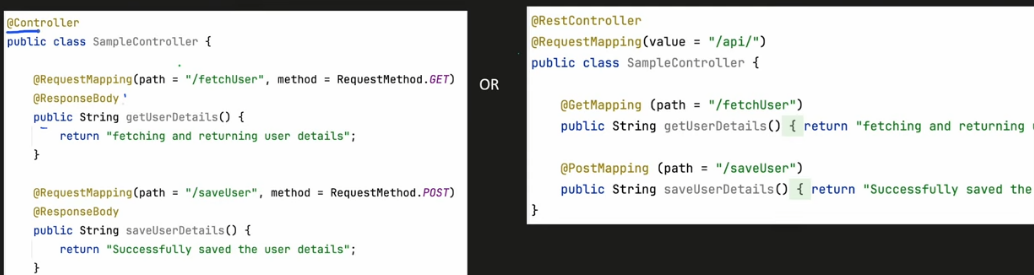 @Controller
public class SampleController {
@RequestMapping(path = "/fetchUser", method = RequestMethod.GET)
@ResponseBody
public String getUserDetails() {
return "fetching and returning user details";
}
@RequestMapping(path = "/saveUser", method = RequestMethod.POST)
@ResponseBody
public String saveUserDetails() {
return "Successfully saved the user details";
}
OR
@RestController
@RequestMapping(value = "/api/")
public class SampleController {
@GetMapping (path = "/fetchUser")
public String getUserDetails() { return "fetching and returning
@PostMapping (path = "/saveUser")
public String saveUserDetails() { return "Successfully saved the
}